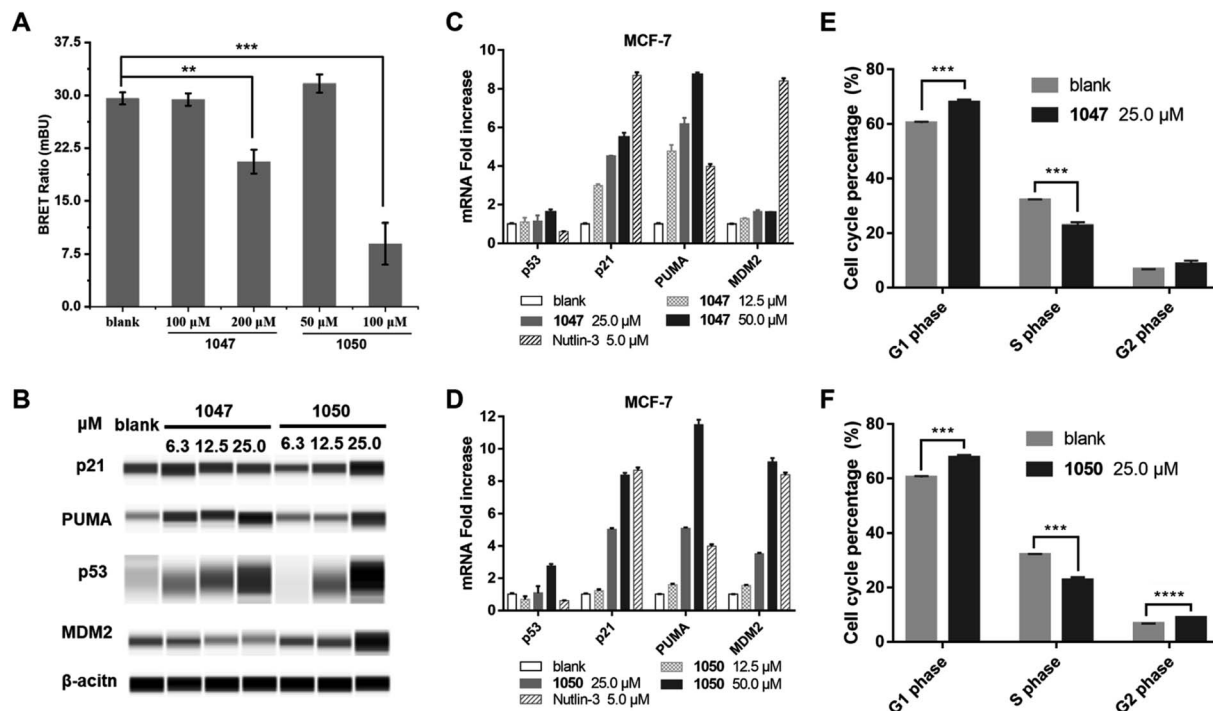 A
37.5
30.0
22.5
15.0
7.5
0.0
BRET Ratio (mBU)
***
**
blank
100 µM
200 µM
50 µM
100 µM
1047
1050
B
µM
blank
1047
1050
6.3 12.5 25.0
6.3 12.5 25.0
p21
PUMA
p53
MDM2
β-acitn
C
MCF-7
mRNA Fold increase
10
8
6
4
2
0
p53
p21
PUMA
MDM2
blank
1047 12.5 µM
1047 25.0 µM
1047 50.0 µM
Nutlin-3 5.0 µM
D
MCF-7
mRNA Fold increase
12
10
8
6
4
2
0
p53
p21
PUMA
MDM2
blank
1050 12.5 µM
1050 25.0 µM
1050 50.0 µM
Nutlin-3 5.0 µM
E
Cell cycle percentage (%)
80
60
40
20
0
***
***
blank
1047 25.0 µM
G1 phase
S phase
G2 phase
F
Cell cycle percentage (%)
80
60
40
20
0
***
***
****
blank
1050 25.0 µM
G1 phase
S phase
G2 phase